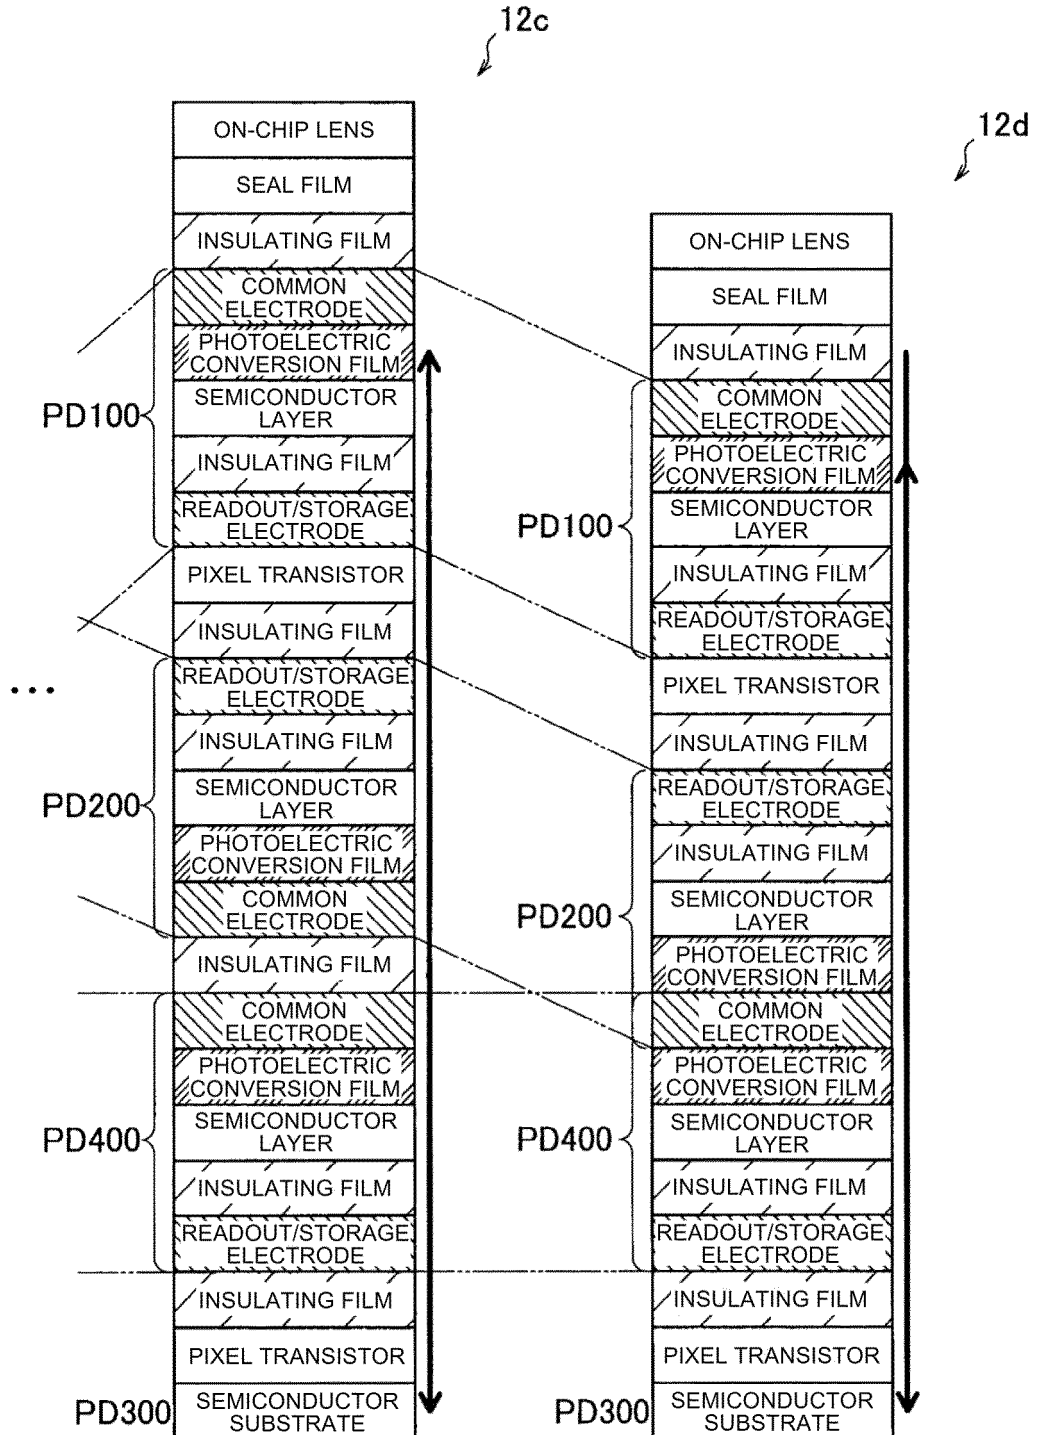 12c
ON-CHIP LENS
SEAL FILM
INSULATING FILM
COMMON
ELECTRODE
PHOTOELECTRIC
CONVERSION FILM
PD100
SEMICONDUCTOR
LAYER
INSULATING FILM
READOUT/STORAGE
ELECTRODE
PIXEL TRANSISTOR
INSULATING FILM
...
READOUT/STORAGE
ELECTRODE
INSULATING FILM
PD200
SEMICONDUCTOR
LAYER
PHOTOELECTRIC
CONVERSION FILM
COMMON
ELECTRODE
INSULATING FILM
COMMON
ELECTRODE
PHOTOELECTRIC
CONVERSION FILM
PD400
SEMICONDUCTOR
LAYER
INSULATING FILM
READOUT/STORAGE
ELECTRODE
INSULATING FILM
PIXEL TRANSISTOR
PD300
SEMICONDUCTOR
SUBSTRATE
12d
ON-CHIP LENS
SEAL FILM
INSULATING FILM
COMMON
ELECTRODE
PHOTOELECTRIC
CONVERSION FILM
PD100
SEMICONDUCTOR
LAYER
INSULATING FILM
READOUT/STORAGE
ELECTRODE
PIXEL TRANSISTOR
INSULATING FILM
READOUT/STORAGE
ELECTRODE
INSULATING FILM
PD200
SEMICONDUCTOR
LAYER
PHOTOELECTRIC
CONVERSION FILM
COMMON
ELECTRODE
PHOTOELECTRIC
CONVERSION FILM
PD400
SEMICONDUCTOR
LAYER
INSULATING FILM
READOUT/STORAGE
ELECTRODE
INSULATING FILM
PIXEL TRANSISTOR
PD300
SEMICONDUCTOR
SUBSTRATE